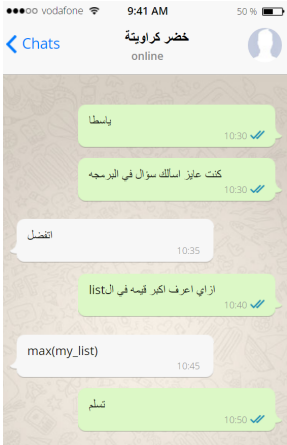 vodafone 9:41 AM 50 %
Chats خضر كراويتة
online
ياسطا
10:30
كنت عايز اسألك سؤال في البرمجه
10:30
اتفضل
10:35
ازاي اعرف اكبر قيمه في الlist
10:40
max(my_list)
10:45
تسلم
10:50